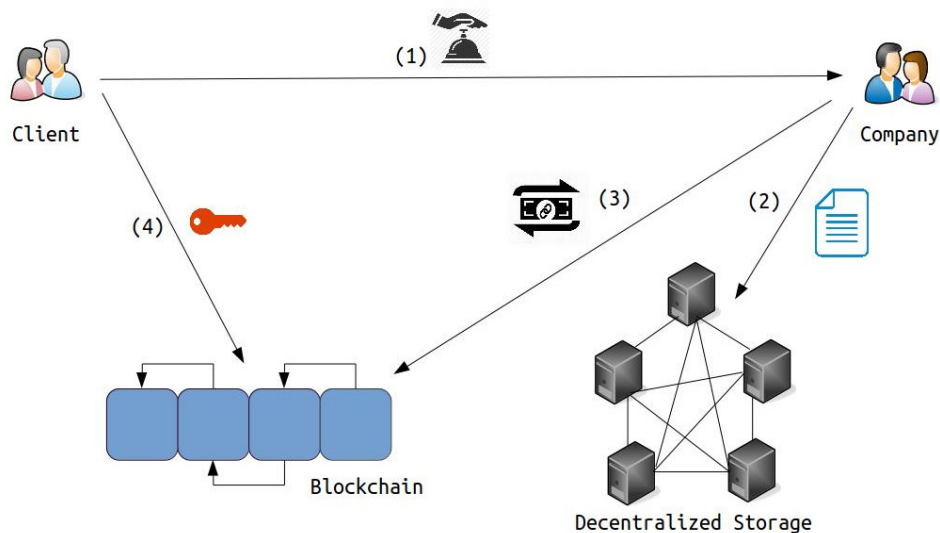 (1)
Client
Company
(4)
(3)
(2)
Blockchain
Decentralized Storage